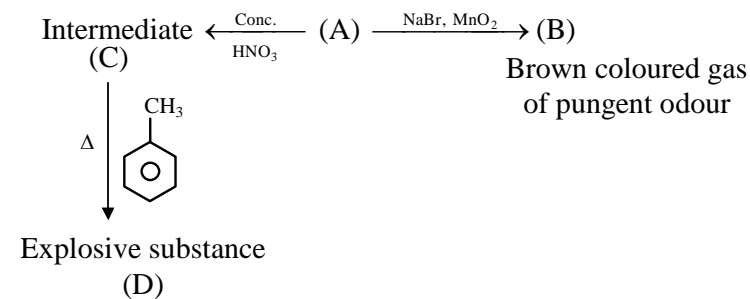 Intermediate
(C)
Conc.
HNO3
(A)
NaBr, MnO2
(B)
Brown coloured gas
of pungent odour
Δ
CH3
Explosive substance
(D)